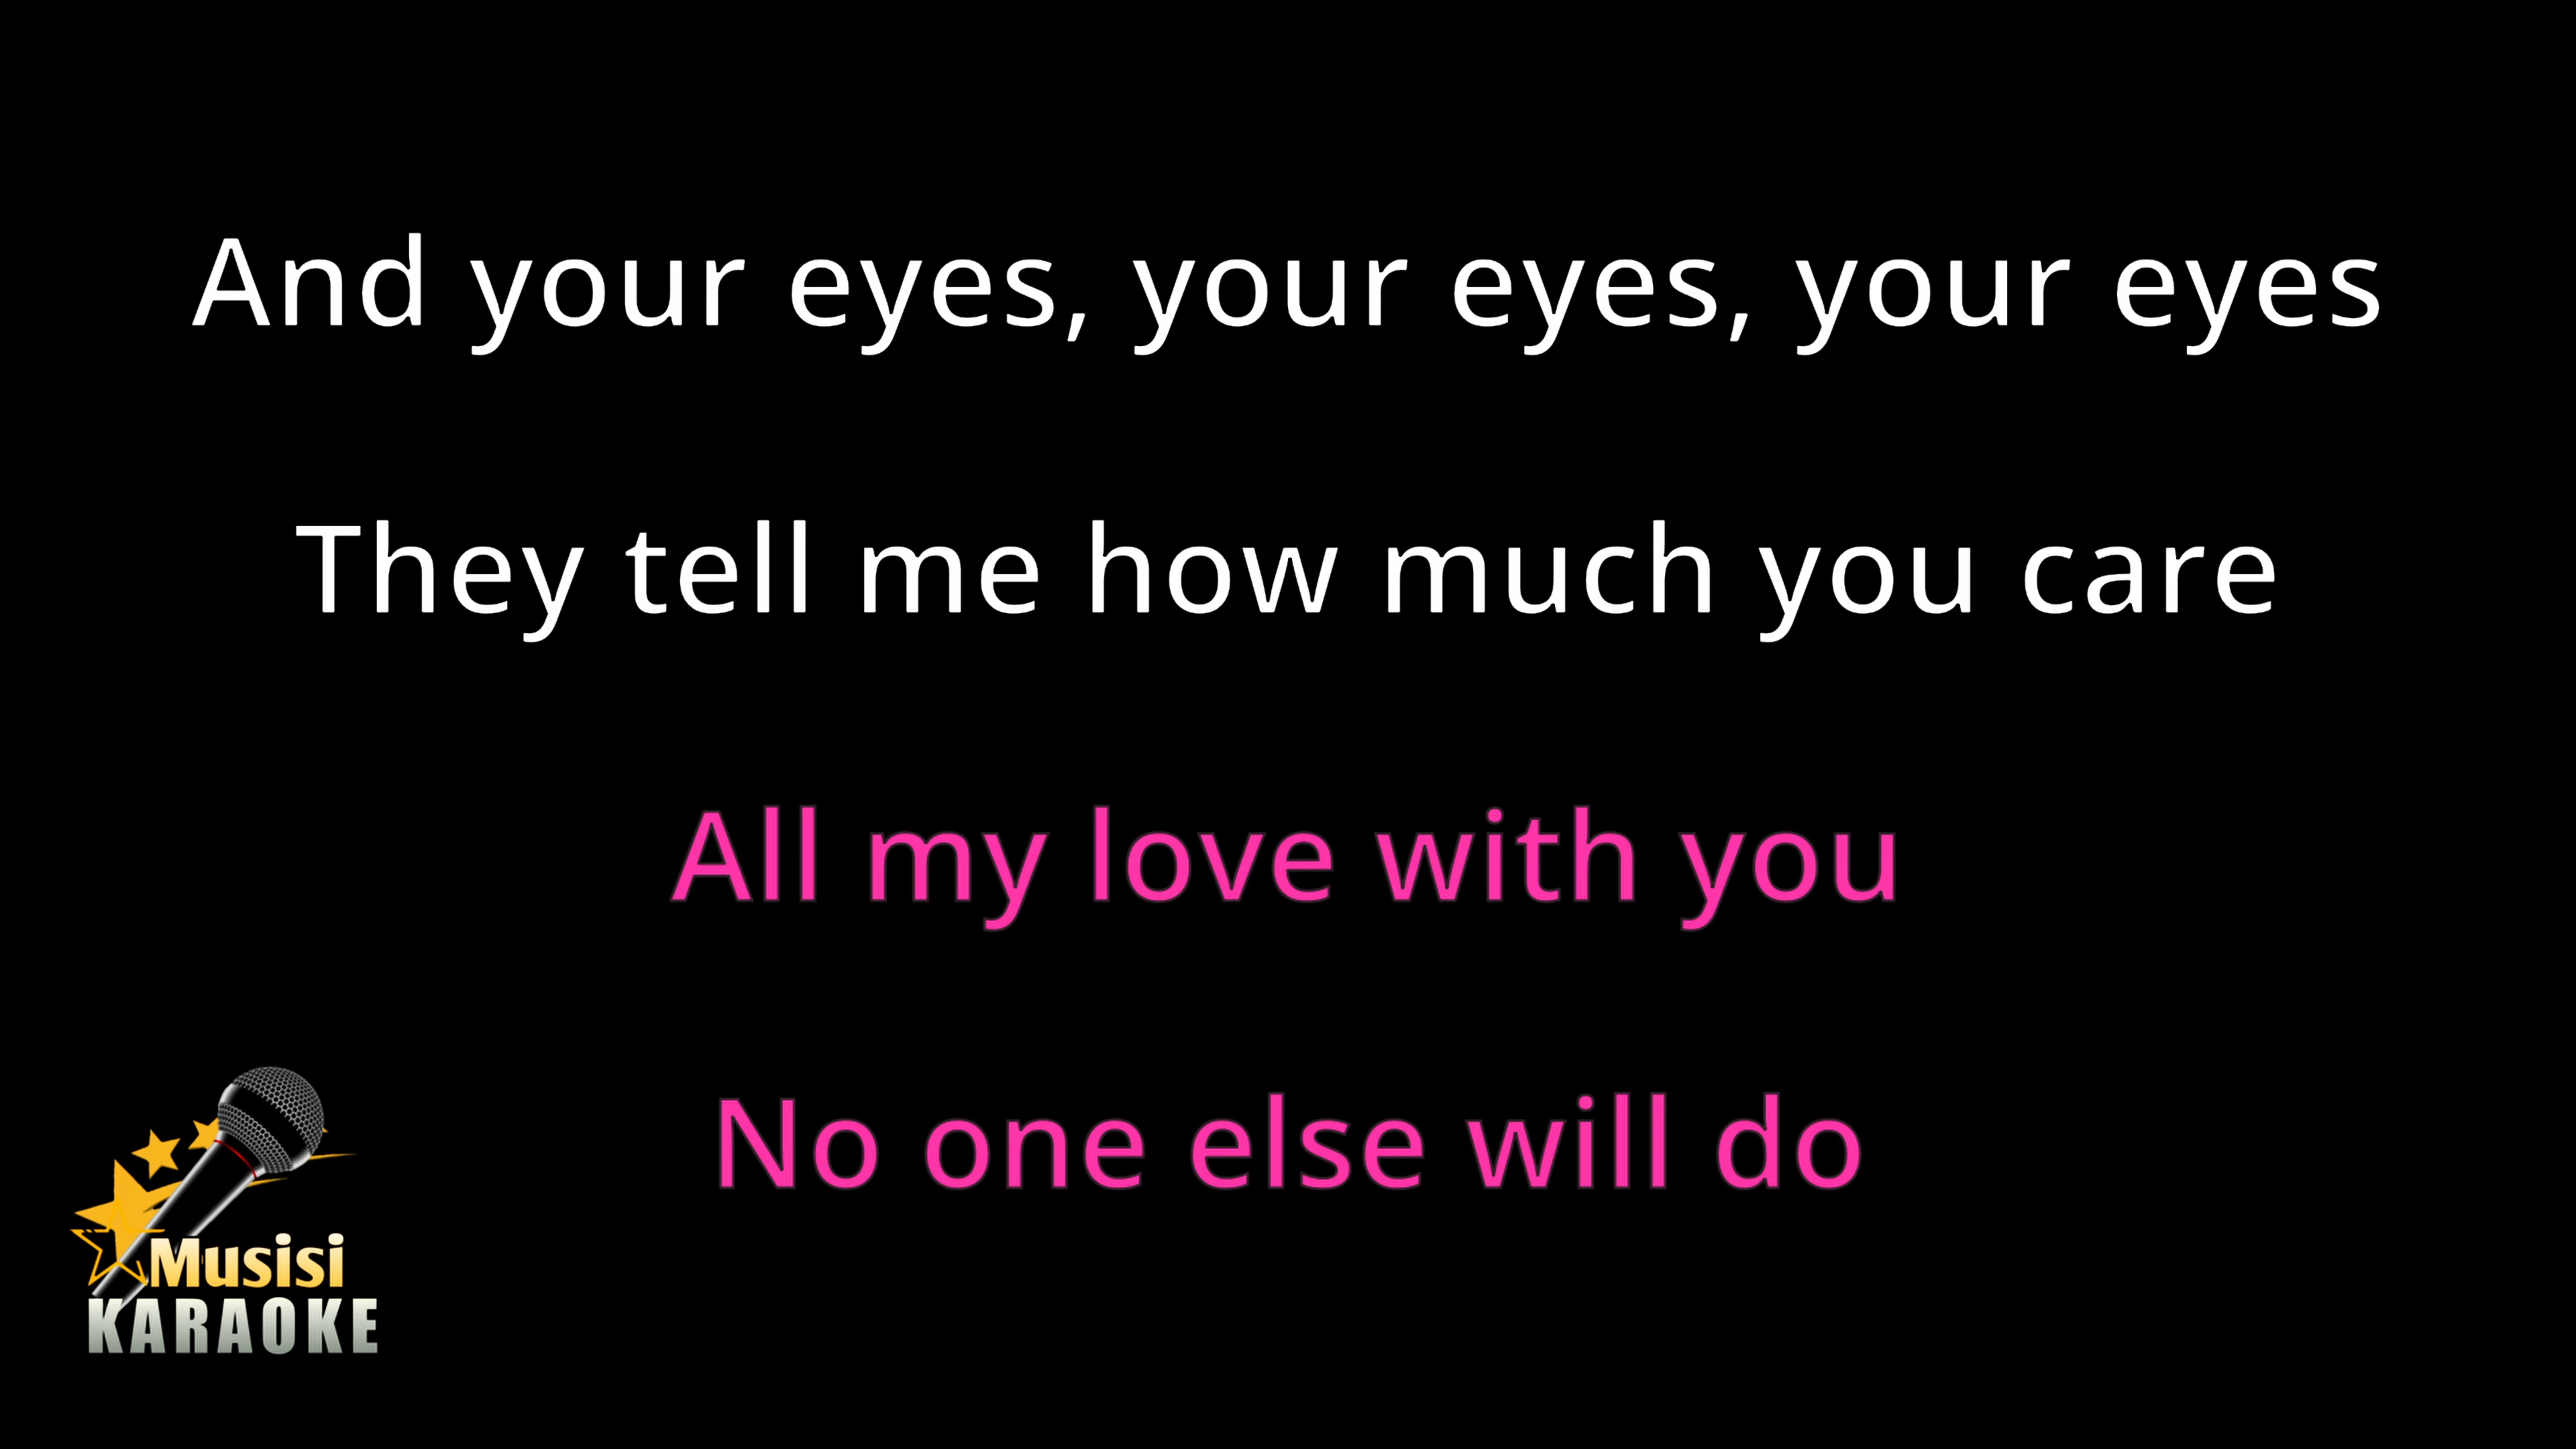 And your eyes, your eyes, your eyes
They tell me how much you care
All my love with you
No one else will do
Musisi
KARAOKE